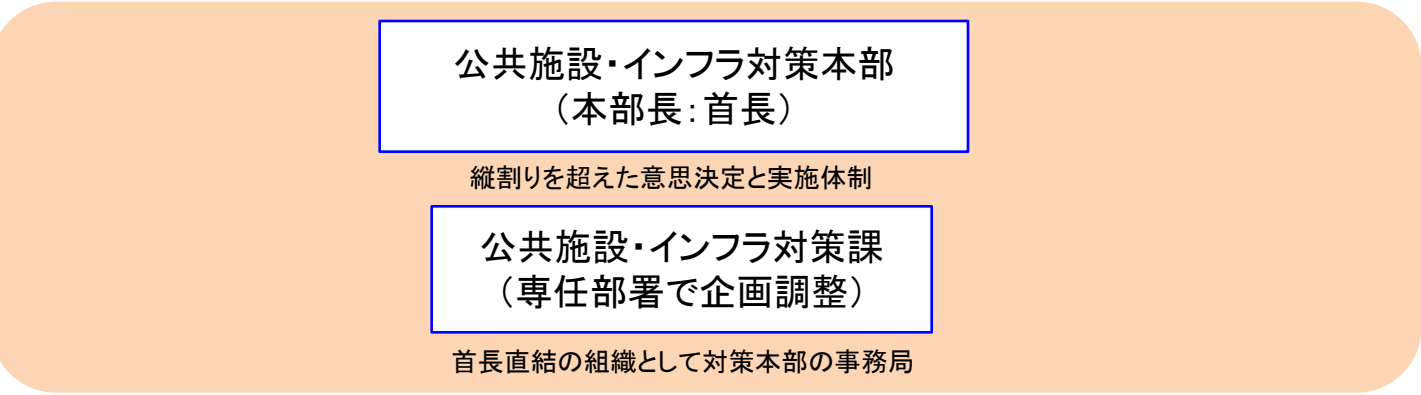 公共施設・インフラ対策本部
（本部長：首長）
縦割りを超えた意思決定と実施体制
公共施設・インフラ対策課
（専任部署で企画調整）
首長直結の組織として対策本部の事務局